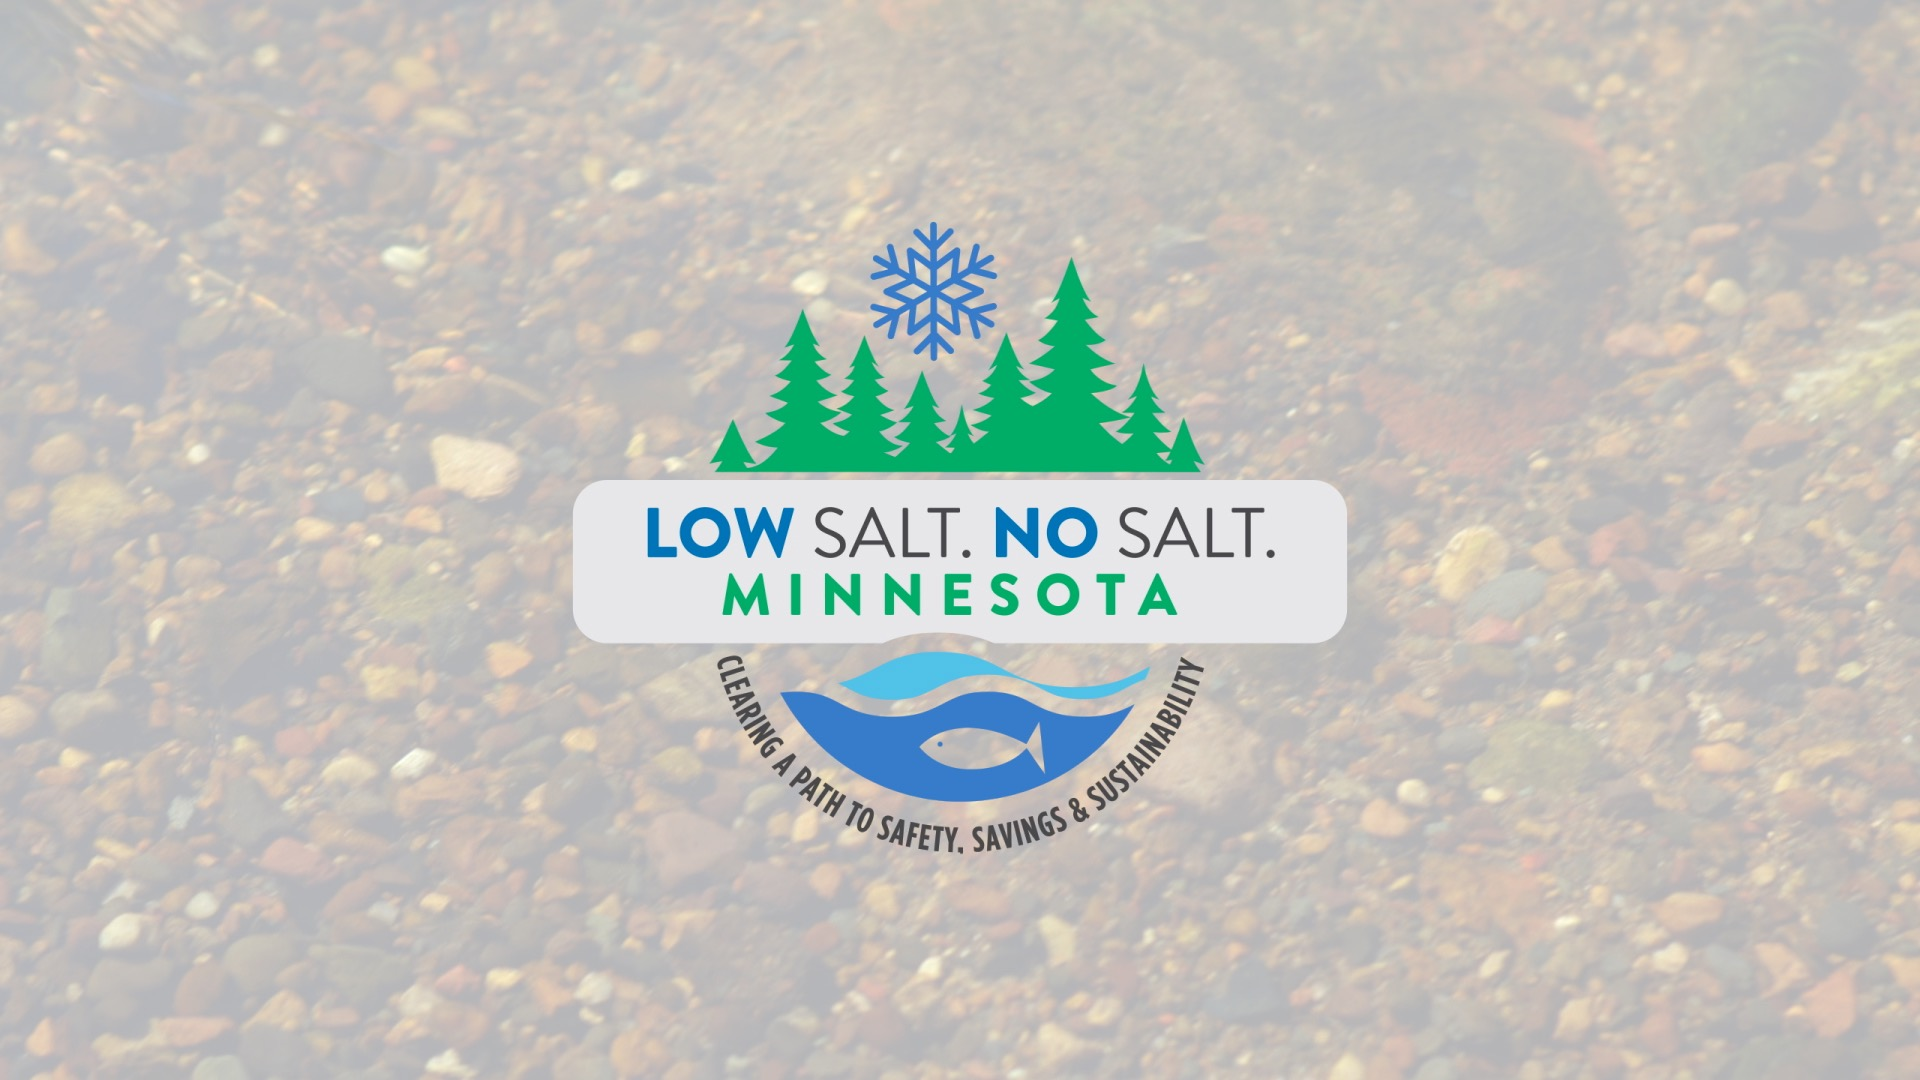 LOW SALT. NO SALT.
MINNESOTA
CLEARING A PATH TO SAFETY, SAVINGS & SUSTAINABILITY